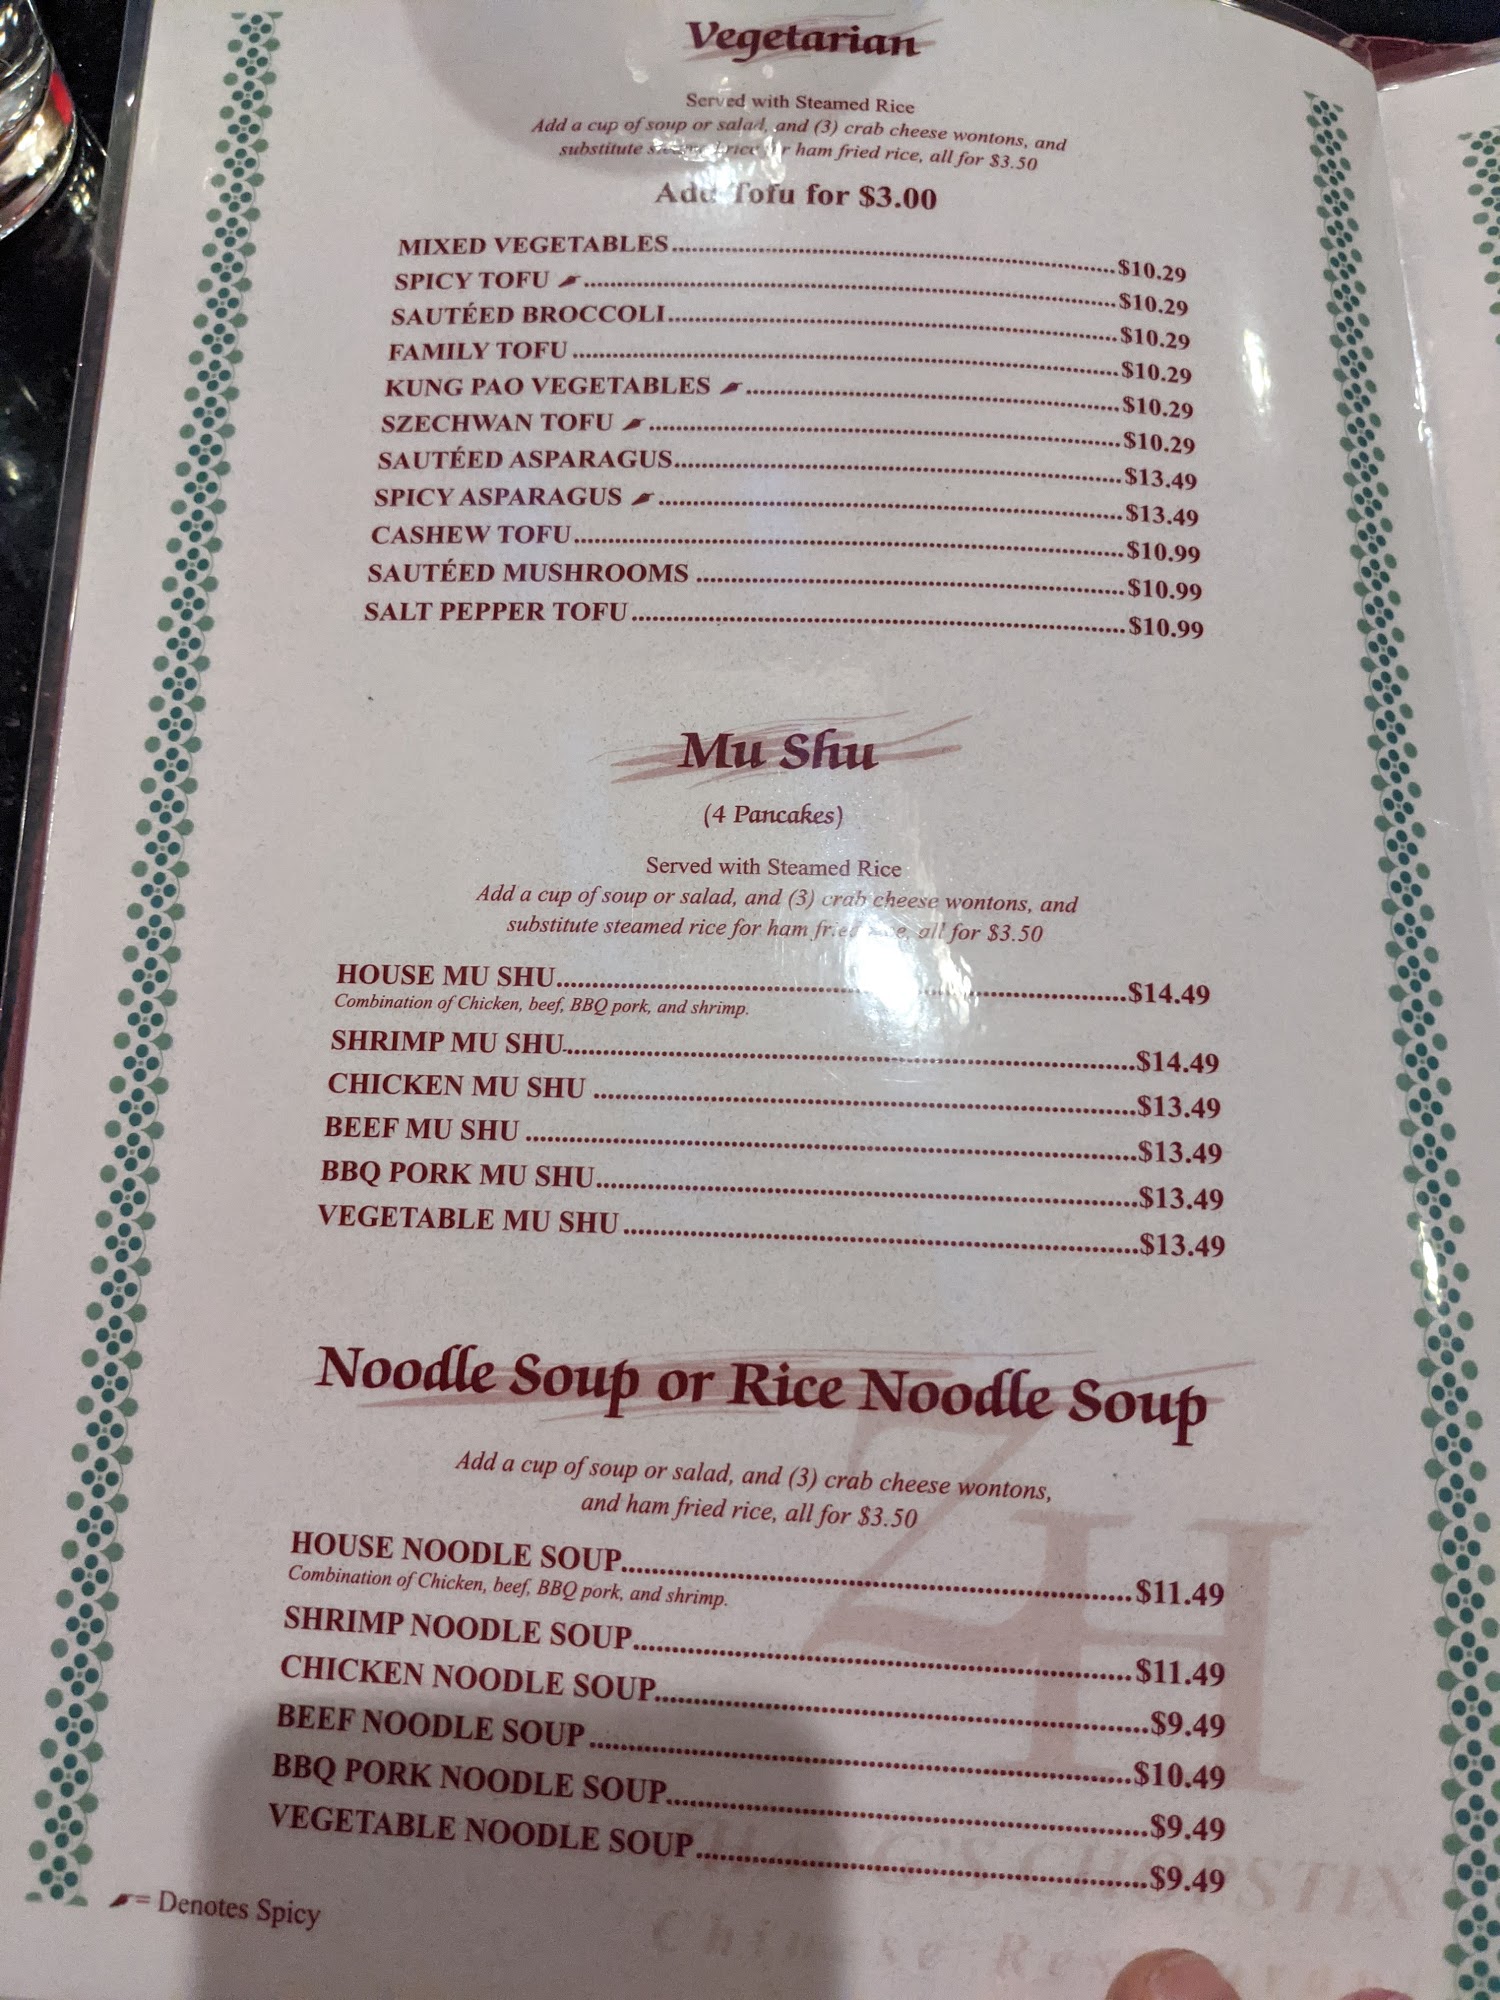 Vegetarian
Served with Steamed Rice
Add a cup of soup or salad, and (3) crab cheese wontons, and
substitute steamed rice for ham fried rice, all for $3.50
Add Tofu for $3.00
MIXED VEGETABLES....................$10.29
SPICY TOFU....................$10.29
SAUTÉED BROCCOLI....................$10.29
FAMILY TOFU....................$10.29
KUNG PAO VEGETABLES....................$10.29
SZECHWAN TOFU....................$10.29
SAUTÉED ASPARAGUS....................$13.49
SPICY ASPARAGUS....................$13.49
CASHEW TOFU....................$10.99
SAUTÉED MUSHROOMS....................$10.99
SALT PEPPER TOFU....................$10.99
Mu Shu
(4 Pancakes)
Served with Steamed Rice
Add a cup of soup or salad, and (3) crab cheese wontons, and
substitute steamed rice for ham fried rice, all for $3.50
HOUSE MU SHU....................$14.49
Combination of Chicken, beef, BBQ pork, and shrimp.
SHRIMP MU SHU....................$14.49
CHICKEN MU SHU....................$13.49
BEEF MU SHU....................$13.49
BBQ PORK MU SHU....................$13.49
VEGETABLE MU SHU....................$13.49
Noodle Soup or Rice Noodle Soup
Add a cup of soup or salad, and (3) crab cheese wontons,
and ham fried rice, all for $3.50
HOUSE NOODLE SOUP....................$11.49
Combination of Chicken, beef, BBQ pork, and shrimp.
SHRIMP NOODLE SOUP....................$11.49
CHICKEN NOODLE SOUP....................$9.49
BEEF NOODLE SOUP....................$10.49
BBQ PORK NOODLE SOUP....................$9.49
VEGETABLE NOODLE SOUP....................$9.49
ZH
CHOPSTIX
Chinese
= Denotes Spicy